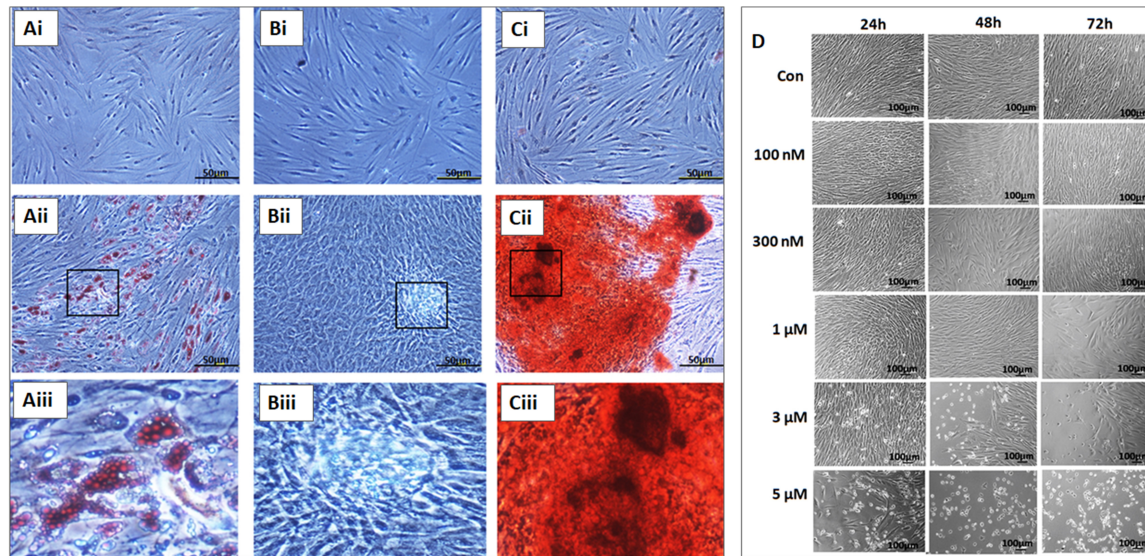 Ai
50µm
Bi
50µm
Ci
50µm
Aii
50µm
Bii
50µm
Cii
50µm
Aiii
Biii
Ciii
D
24h 48h 72h
Con
100µm 100µm 100µm
100 nM
100µm 100µm 100µm
300 nM
100µm 100µm 100µm
1 µM
100µm 100µm 100µm
3 µM
100µm 100µm 100µm
5 µM
100µm 100µm 100µm